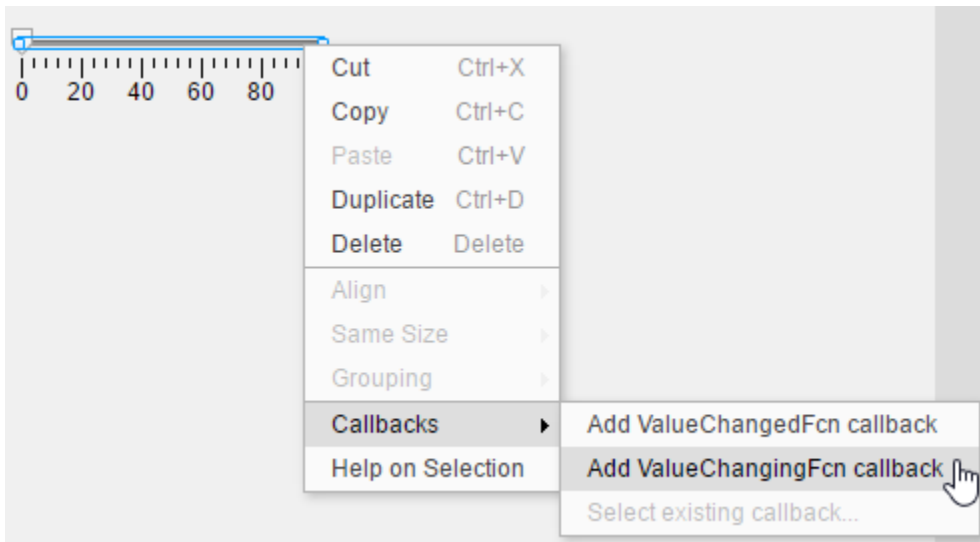 0 20 40 60 80
Cut Ctrl+X
Copy Ctrl+C
Paste Ctrl+V
Duplicate Ctrl+D
Delete Delete
Align
Same Size
Grouping
Callbacks
Help on Selection
Add ValueChangedFcn callback
Add ValueChangingFcn callback
Select existing callback...